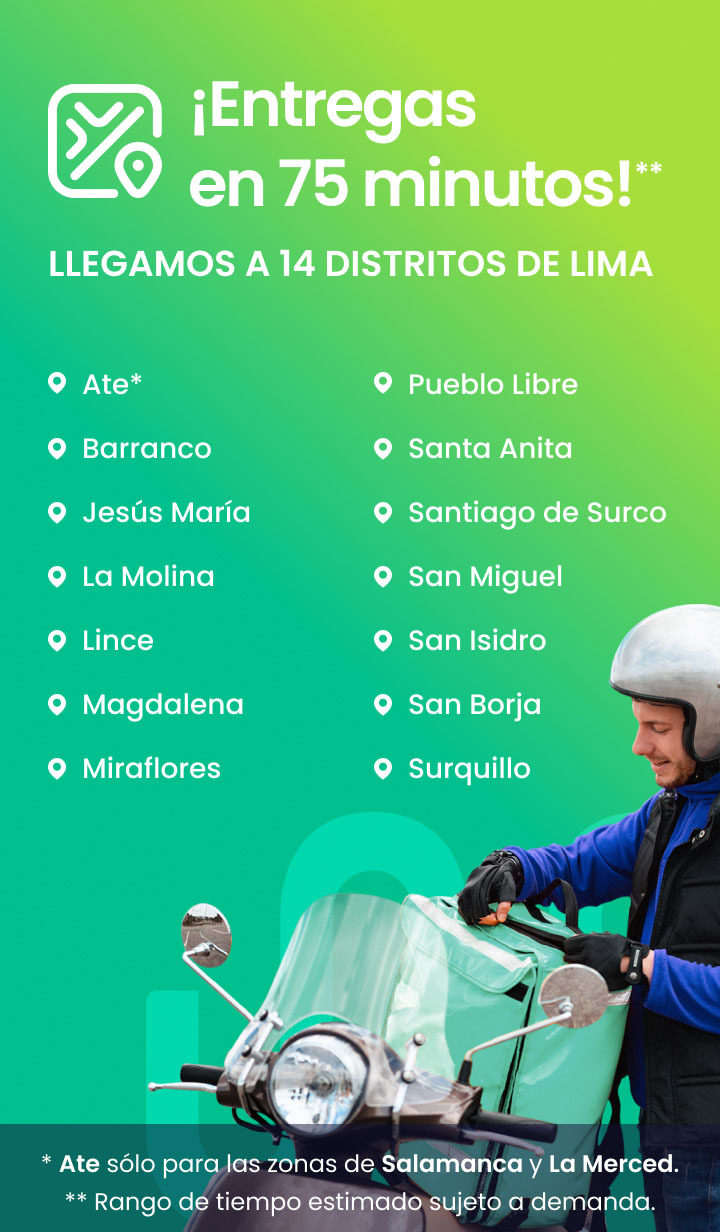 ¡Entregas
en 75 minutos!**
LLEGAMOS A 14 DISTRITOS DE LIMA
Ate*
Barranco
Jesús María
La Molina
Lince
Magdalena
Miraflores
Pueblo Libre
Santa Anita
Santiago de Surco
San Miguel
San Isidro
San Borja
Surquillo
* Ate sólo para las zonas de Salamanca y La Merced.
** Rango de tiempo estimado sujeto a demanda.